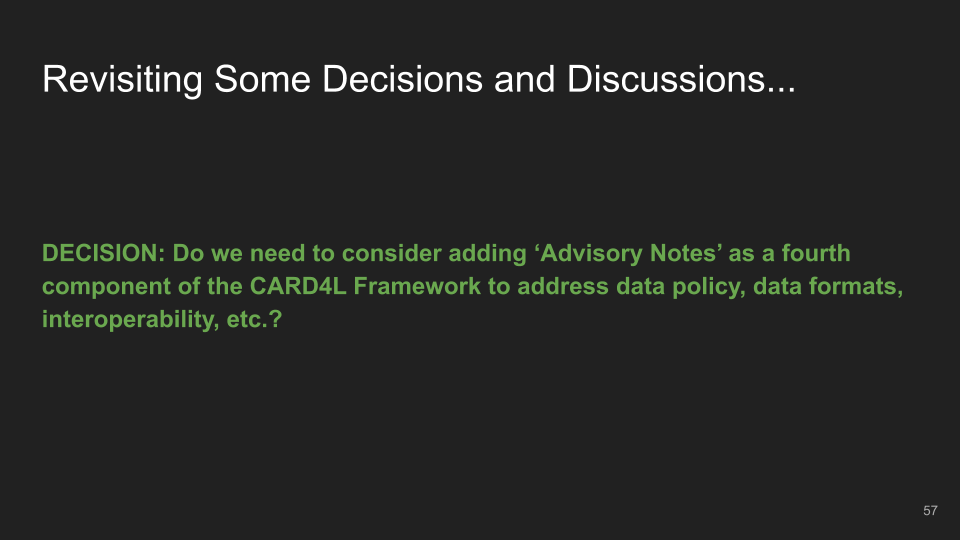 Revisiting Some Decisions and Discussions...
DECISION: Do we need to consider adding ‘Advisory Notes’ as a fourth
component of the CARD4L Framework to address data policy, data formats,
interoperability, etc.?
57